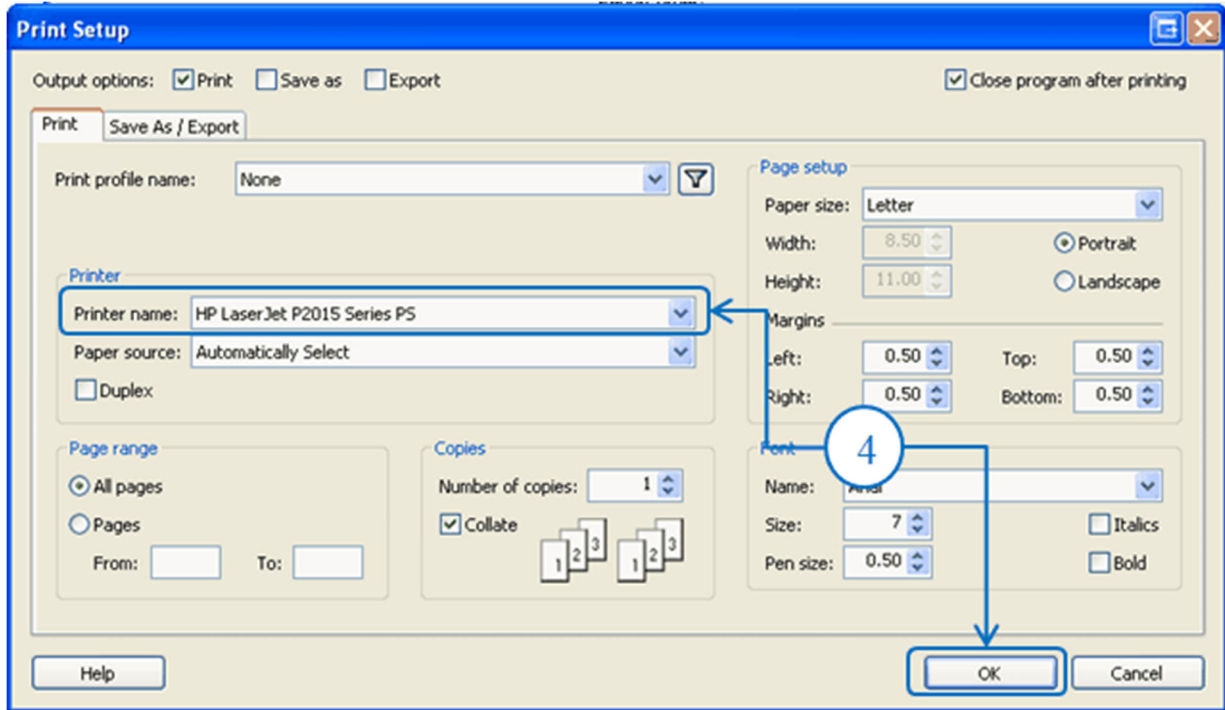 Print Setup
Output options: Print Save as Export Close program after printing
Print Save As / Export
Print profile name: None
Page setup
Paper size: Letter
Width: 8.50 Portrait
Height: 11.00 Landscape
Printer
Printer name: HP LaserJet P2015 Series PS
Paper source: Automatically Select
Duplex
Margins
Left: 0.50 Top: 0.50
Right: 0.50 Bottom: 0.50
4
Page range
All pages
Pages
From: To:
Copies
Number of copies: 1
Collate
1 2 3 1 2 3
Font
Name: Arial
Size: 7 Italics
Pen size: 0.50 Bold
Help OK Cancel